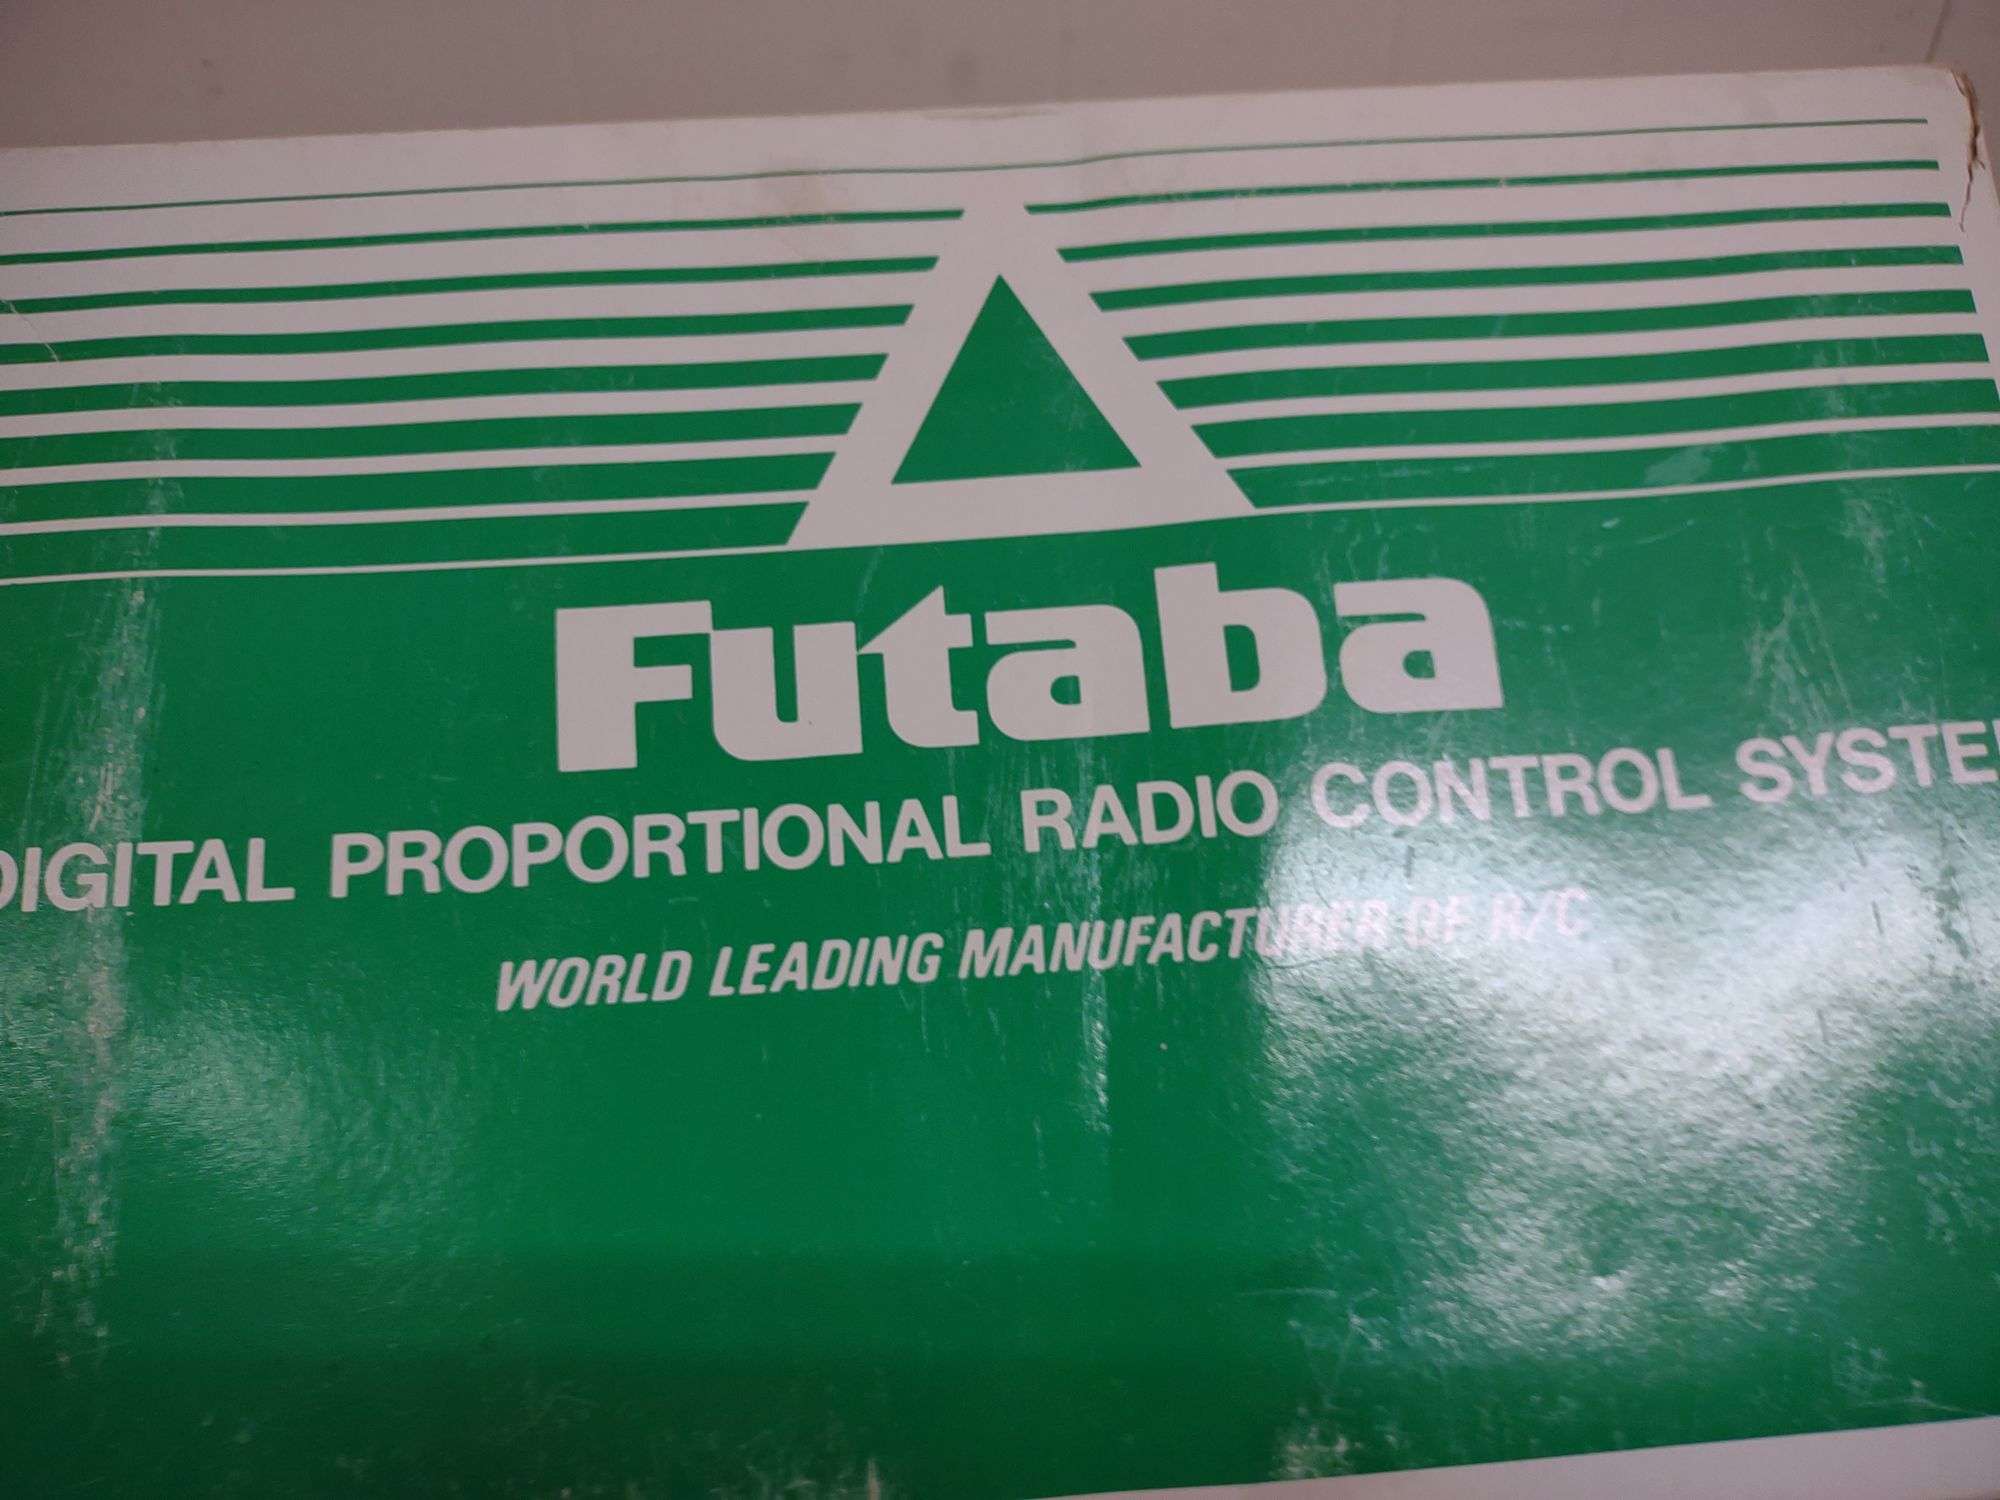 Futaba
DIGITAL PROPORTIONAL RADIO CONTROL SYSTE
WORLD LEADING MANUFACTURER OF R/C